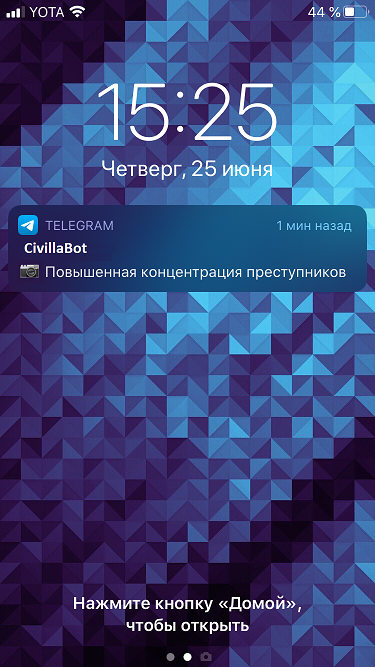 YOTA 44 %
15:25
Четверг, 25 июня
TELEGRAM 1 мин назад
CivillaBot
📷 Повышенная концентрация преступников
Нажмите кнопку «Домой»,
чтобы открыть